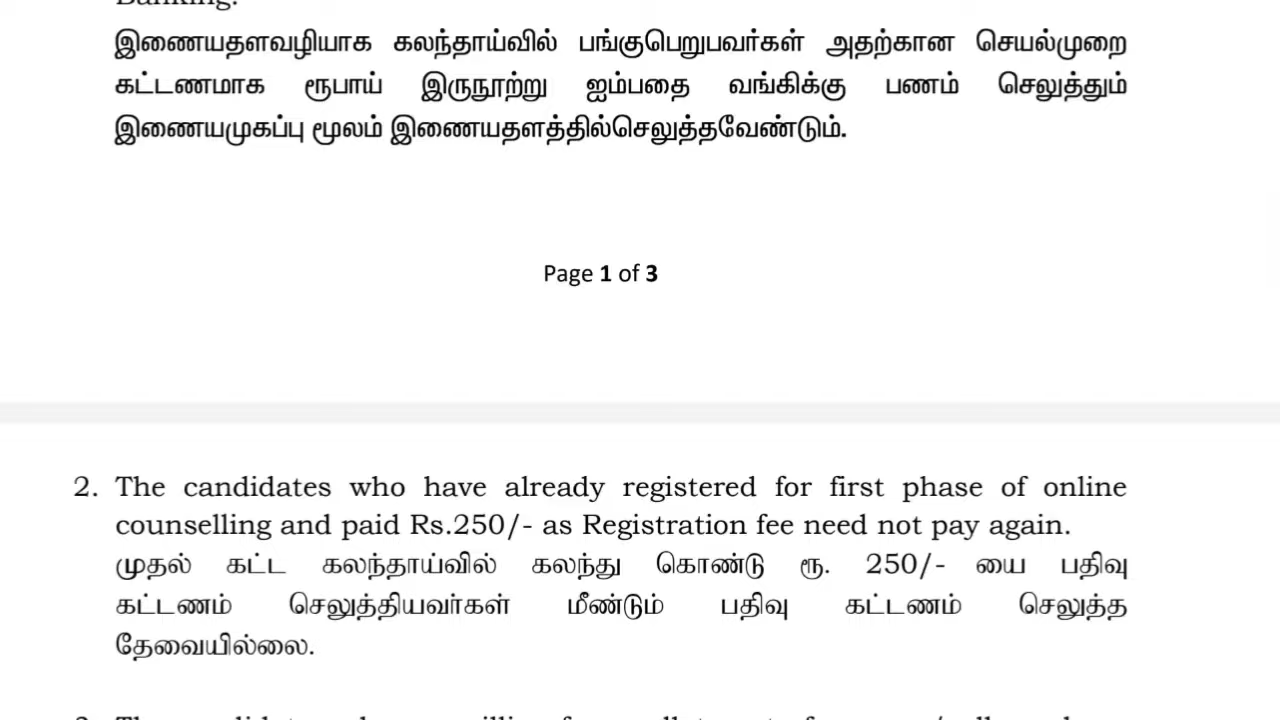 Banking.
இணையதளவழியாக கலந்தாய்வில் பங்குபெறுபவர்கள் அதற்கான செயல்முறை
கட்டணமாக ரூபாய் இருநூற்று ஐம்பதை வங்கிக்கு பணம் செலுத்தும்
இணையமுகப்பு மூலம் இணையதளத்தில்செலுத்தவேண்டும்.
Page 1 of 3
2. The candidates who have already registered for first phase of online
counselling and paid Rs.250/- as Registration fee need not pay again.
முதல் கட்ட கலந்தாய்வில் கலந்து கொண்டு ரூ. 250/- யை பதிவு
கட்டணம் செலுத்தியவர்கள் மீண்டும் பதிவு கட்டணம் செலுத்த
தேவையில்லை.